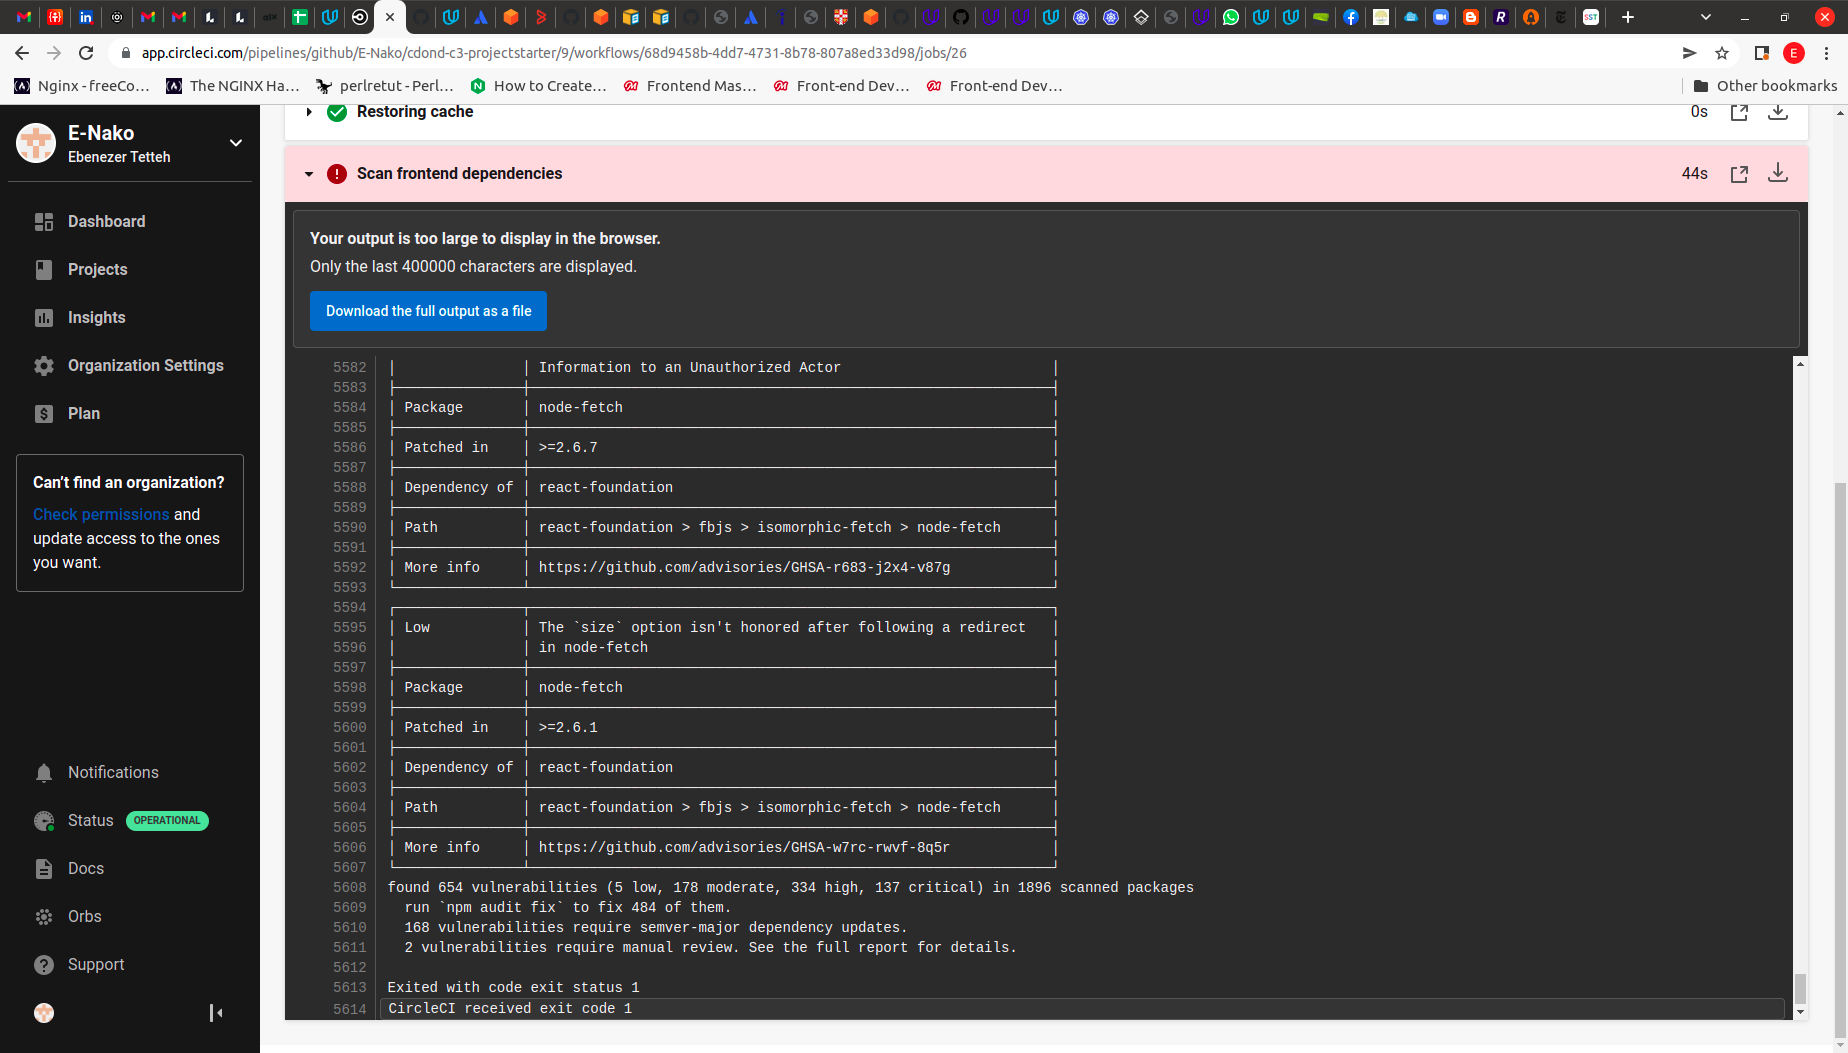 app.circleci.com/pipelines/github/E-Nako/cdond-c3-projectstarter/9/workflows/68d9458b-4dd7-4731-8b78-807a8ed33d98/jobs/26
E
Nginx - freeCo...
The NGINX Ha...
perlretut - Perl...
How to Create...
Frontend Mas...
Front-end Dev...
Front-end Dev...
Other bookmarks
E-Nako
Ebenezer Tetteh
Dashboard
Projects
Insights
Organization Settings
Plan
Can't find an organization?
Check permissions and
update access to the ones
you want.
Notifications
Status OPERATIONAL
Docs
Orbs
Support
Restoring cache 0s
Scan frontend dependencies 44s
Your output is too large to display in the browser.
Only the last 400000 characters are displayed.
Download the full output as a file
5582 Information to an Unauthorized Actor
5583
5584 Package node-fetch
5585
5586 Patched in >=2.6.7
5587
5588 Dependency of react-foundation
5589
5590 Path react-foundation > fbjs > isomorphic-fetch > node-fetch
5591
5592 More info https://github.com/advisories/GHSA-r683-j2x4-v87g
5593
5594
5595 Low The `size` option isn't honored after following a redirect
5596 in node-fetch
5597
5598 Package node-fetch
5599
5600 Patched in >=2.6.1
5601
5602 Dependency of react-foundation
5603
5604 Path react-foundation > fbjs > isomorphic-fetch > node-fetch
5605
5606 More info https://github.com/advisories/GHSA-w7rc-rwvf-8q5r
5607
5608 found 654 vulnerabilities (5 low, 178 moderate, 334 high, 137 critical) in 1896 scanned packages
5609 run `npm audit fix` to fix 484 of them.
5610 168 vulnerabilities require semver-major dependency updates.
5611 2 vulnerabilities require manual review. See the full report for details.
5612
5613 Exited with code exit status 1
5614 CircleCI received exit code 1